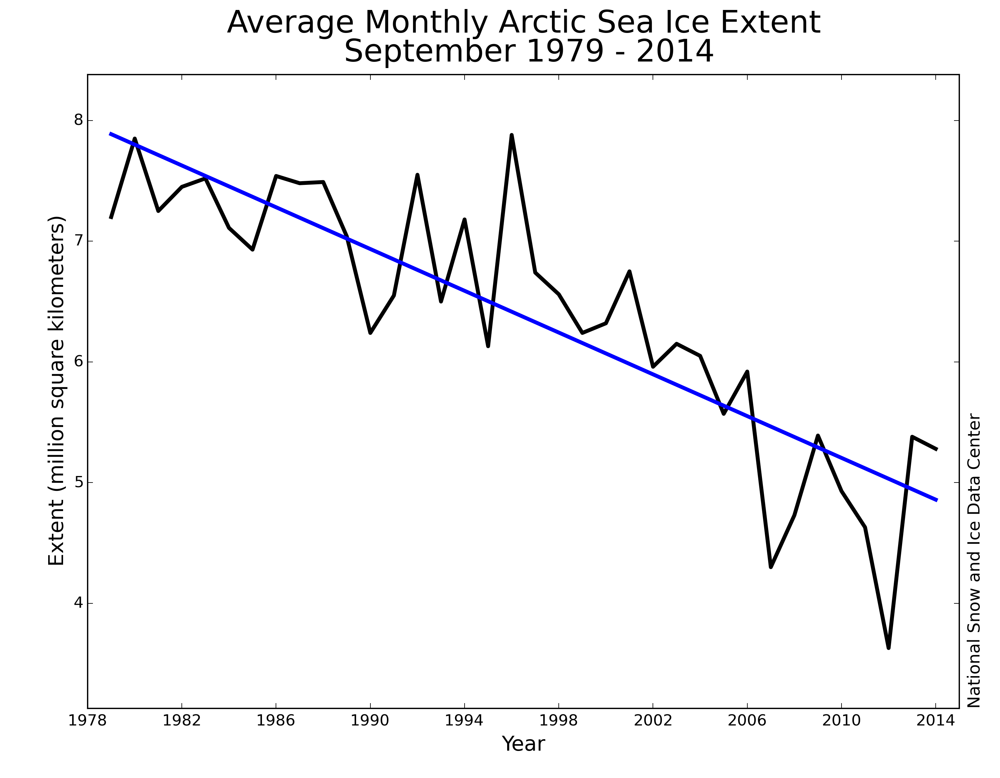 Average Monthly Arctic Sea Ice Extent
September 1979 - 2014
Extent (million square kilometers)
8
7
6
5
4
1978 1982 1986 1990 1994 1998 2002 2006 2010 2014
Year
National Snow and Ice Data Center